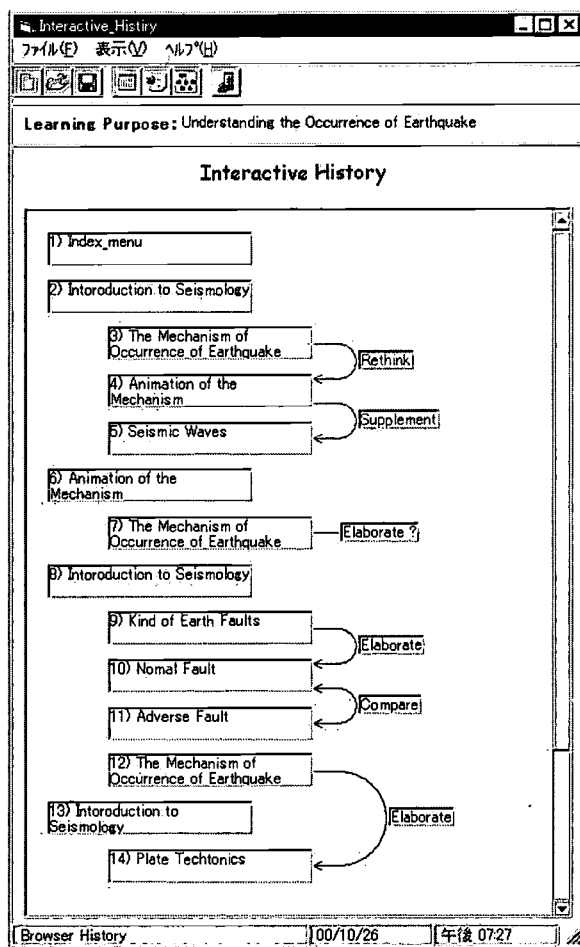 Interactive_Histiry
ファイル(F) 表示(V) ヘルプ(H)
Learning Purpose: Understanding the Occurrence of Earthquake
Interactive History
1) Index_menu
2) Intoroduction to Seismology
3) The Mechanism of
Occurrence of Earthquake
Rethink
4) Animation of the
Mechanism
Supplement
5) Seismic Waves
6) Animation of the
Mechanism
7) The Mechanism of
Occurrence of Earthquake
Elaborate ?
8) Intoroduction to Seismology
9) Kind of Earth Faults
Elaborate
10) Nomal Fault
Compare
11) Adverse Fault
12) The Mechanism of
Occurrence of Earthquake
13) Intoroduction to
Seismology
Elaborate
14) Plate Techtonics
Browser History 00/10/26 午後 07:27